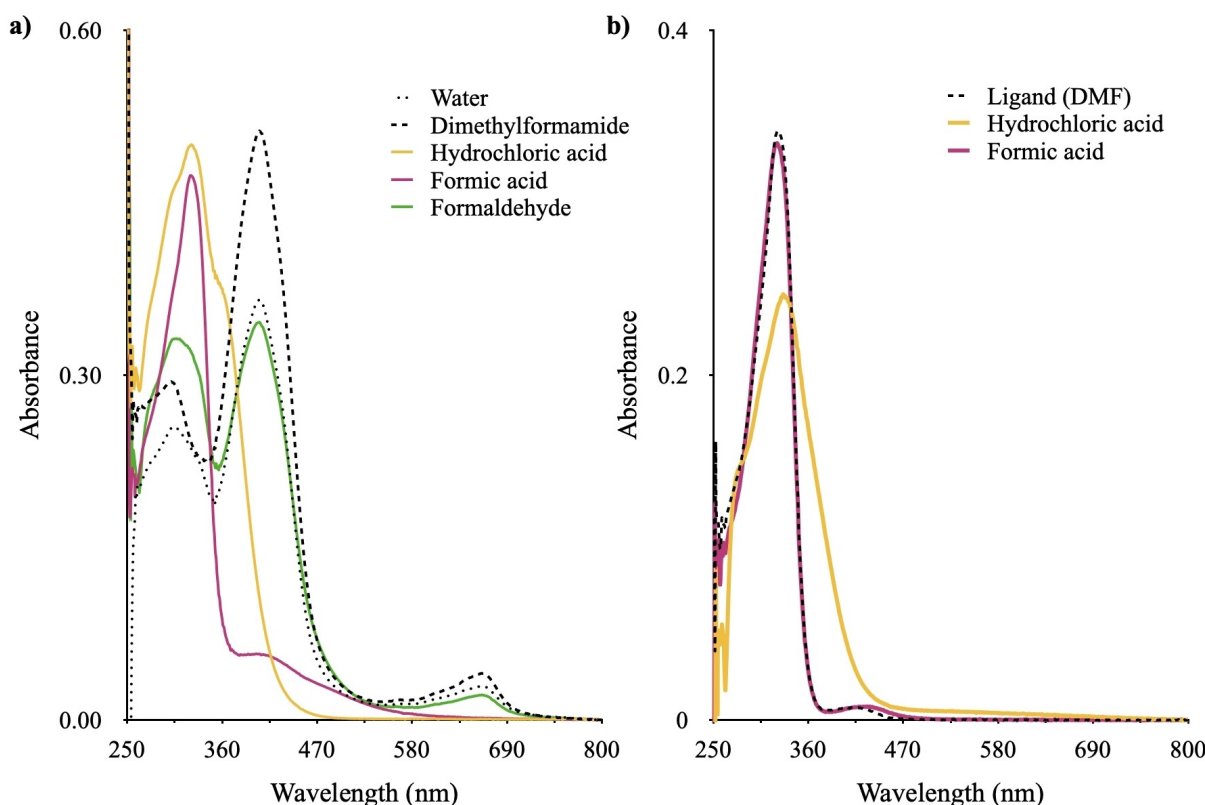 a)
0.60
0.30
0.00
Absorbance
Water
Dimethylformamide
Hydrochloric acid
Formic acid
Formaldehyde
250 360 470 580 690 800
Wavelength (nm)
b)
0.4
0.2
0
Absorbance
Ligand (DMF)
Hydrochloric acid
Formic acid
250 360 470 580 690 800
Wavelength (nm)